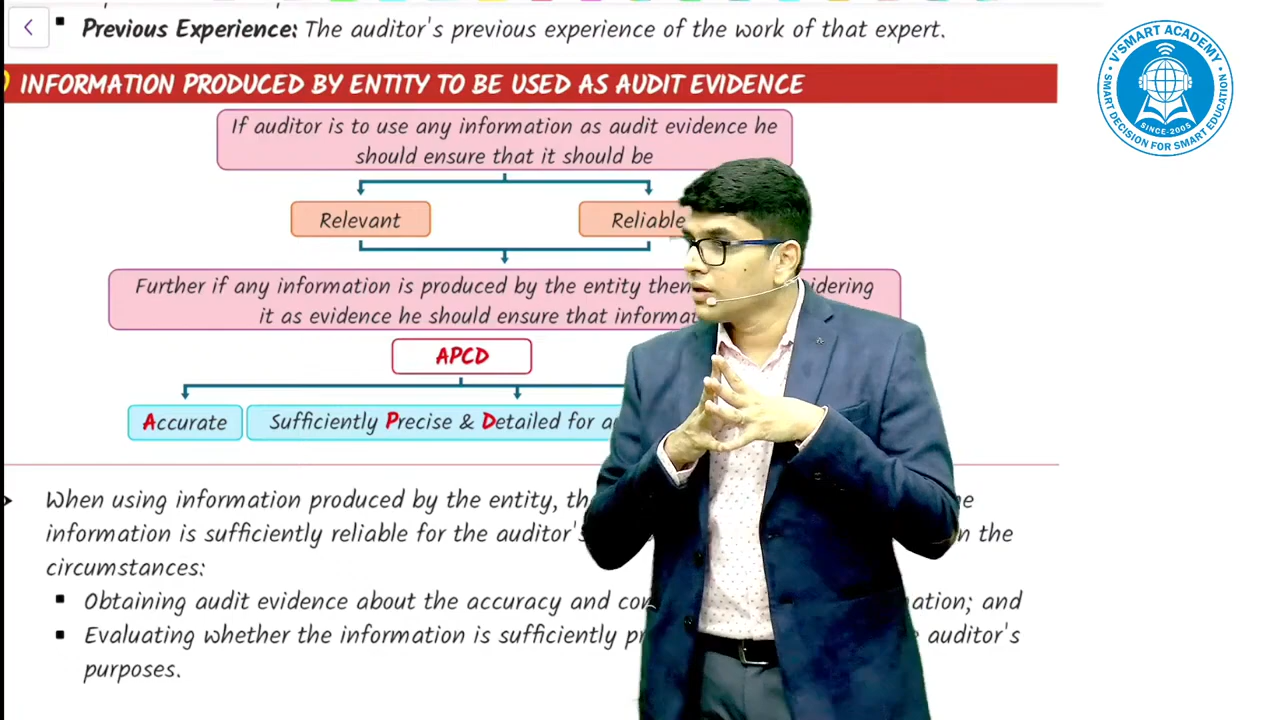 Previous Experience: The auditor's previous experience of the work of that expert.
INFORMATION PRODUCED BY ENTITY TO BE USED AS AUDIT EVIDENCE
If auditor is to use any information as audit evidence he
should ensure that it should be
Relevant
Reliable
Further if any information is produced by the entity then
it as evidence he should ensure that
APCD
Accurate
Sufficiently Precise & Detailed for
When using information produced by the entity,
information is sufficiently reliable for the auditor's in the
circumstances:
Obtaining audit evidence about the accuracy and and
Evaluating whether the information is sufficiently auditor's
purposes.
V'SMART ACADEMY
SMART DECISION FOR SMART EDUCATION
SINCE-2005